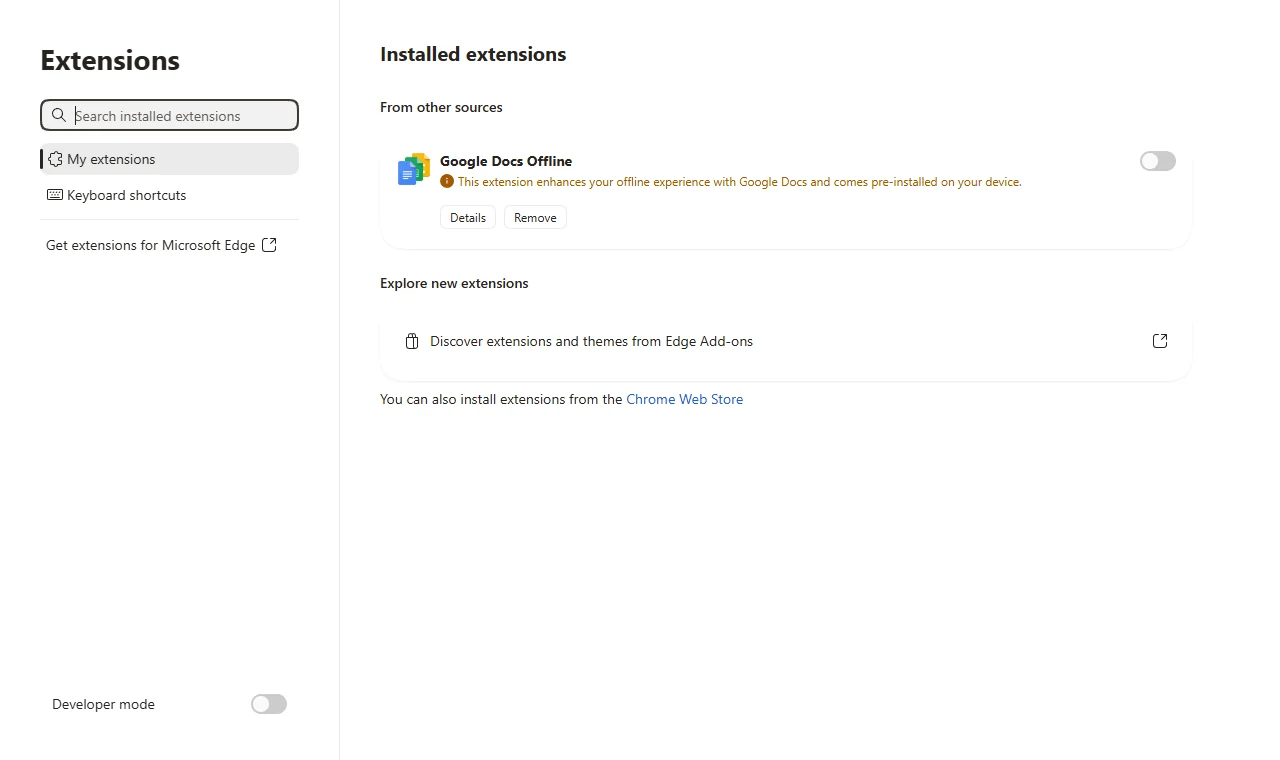 Extensions
Search installed extensions
My extensions
Keyboard shortcuts
Get extensions for Microsoft Edge
Developer mode
Installed extensions
From other sources
Google Docs Offline
This extension enhances your offline experience with Google Docs and comes pre-installed on your device.
Details
Remove
Explore new extensions
Discover extensions and themes from Edge Add-ons
You can also install extensions from the Chrome Web Store